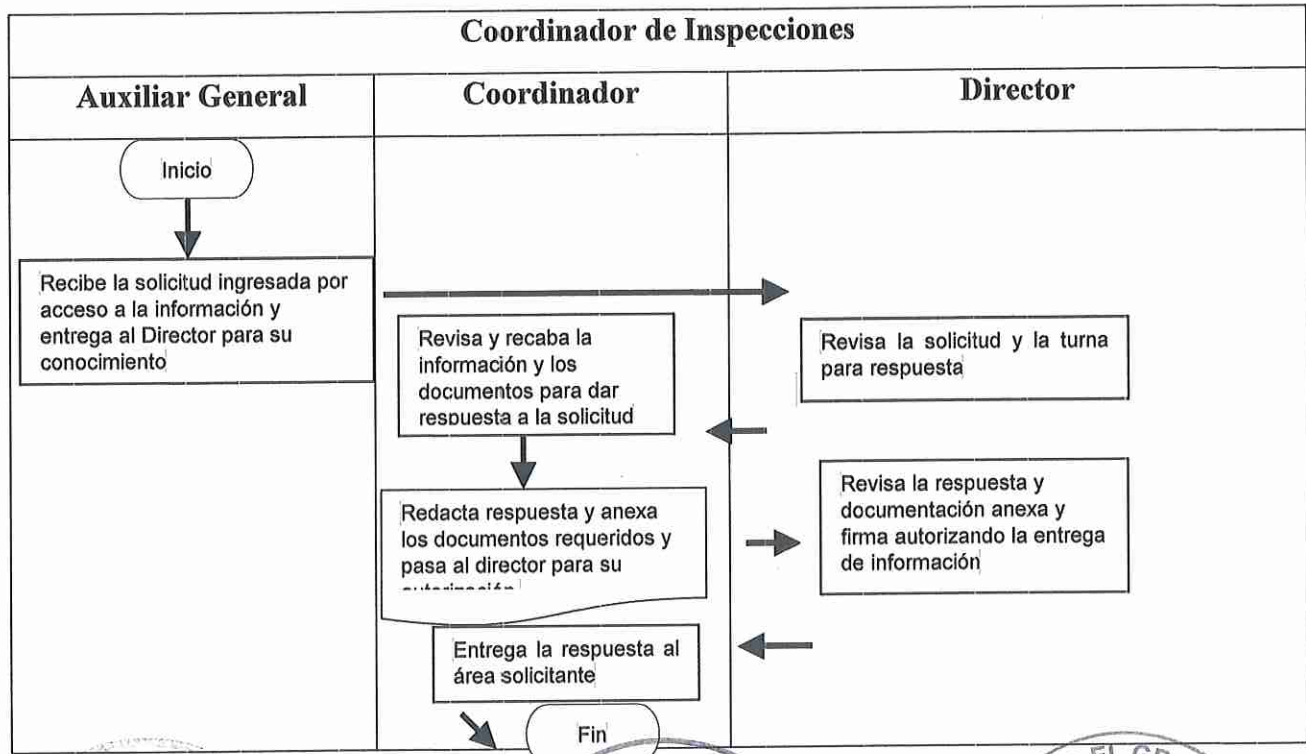 Coordinador de Inspecciones
Auxiliar General
Coordinador
Director
Inicio
Recibe la solicitud ingresada por
acceso a la información y
entrega al Director para su
conocimiento
Revisa la solicitud y la turna
para respuesta
Revisa y recaba la
información y los
documentos para dar
respuesta a la solicitud
Redacta respuesta y anexa
los documentos requeridos y
pasa al director para su
Revisa la respuesta y
documentación anexa y
firma autorizando la entrega
de información
Entrega la respuesta al
área solicitante
Fin